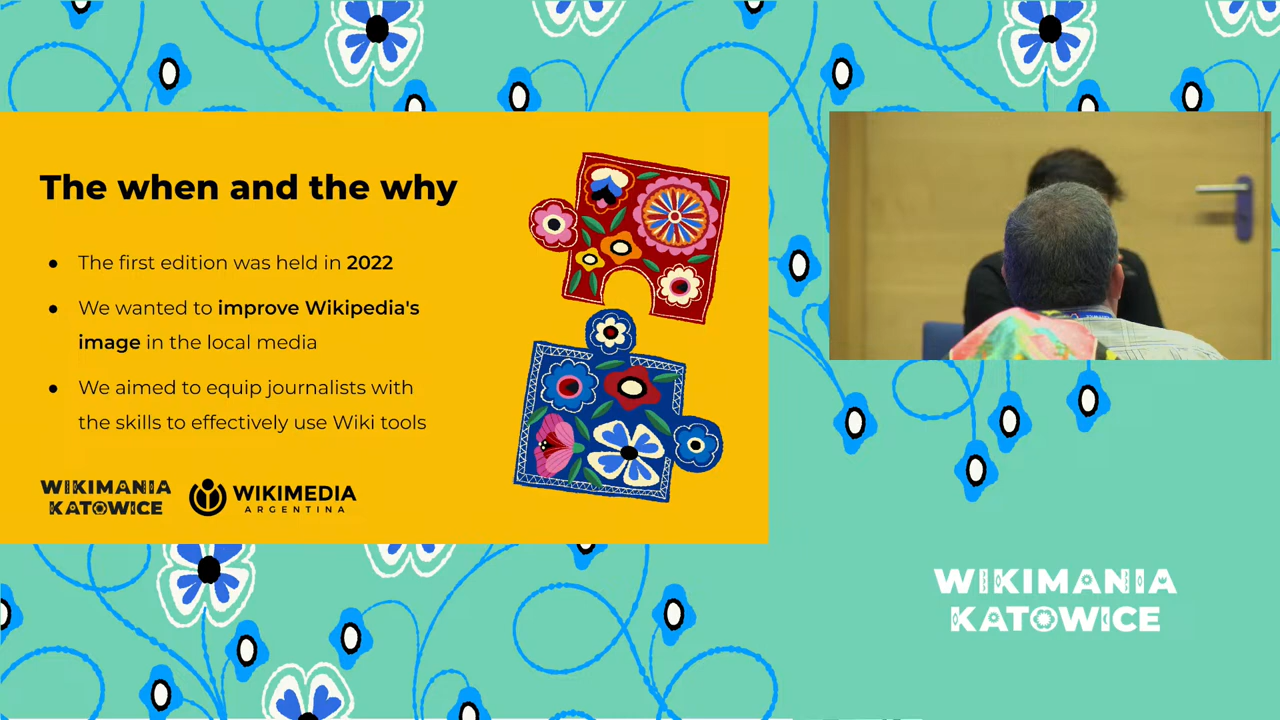 The when and the why
● The first edition was held in 2022
● We wanted to improve Wikipedia's
image in the local media
● We aimed to equip journalists with
the skills to effectively use Wiki tools
WIKIMANIA
KATOWICE
WIKIMEDIA
ARGENTINA
WIKIMANIA
KATOWICE